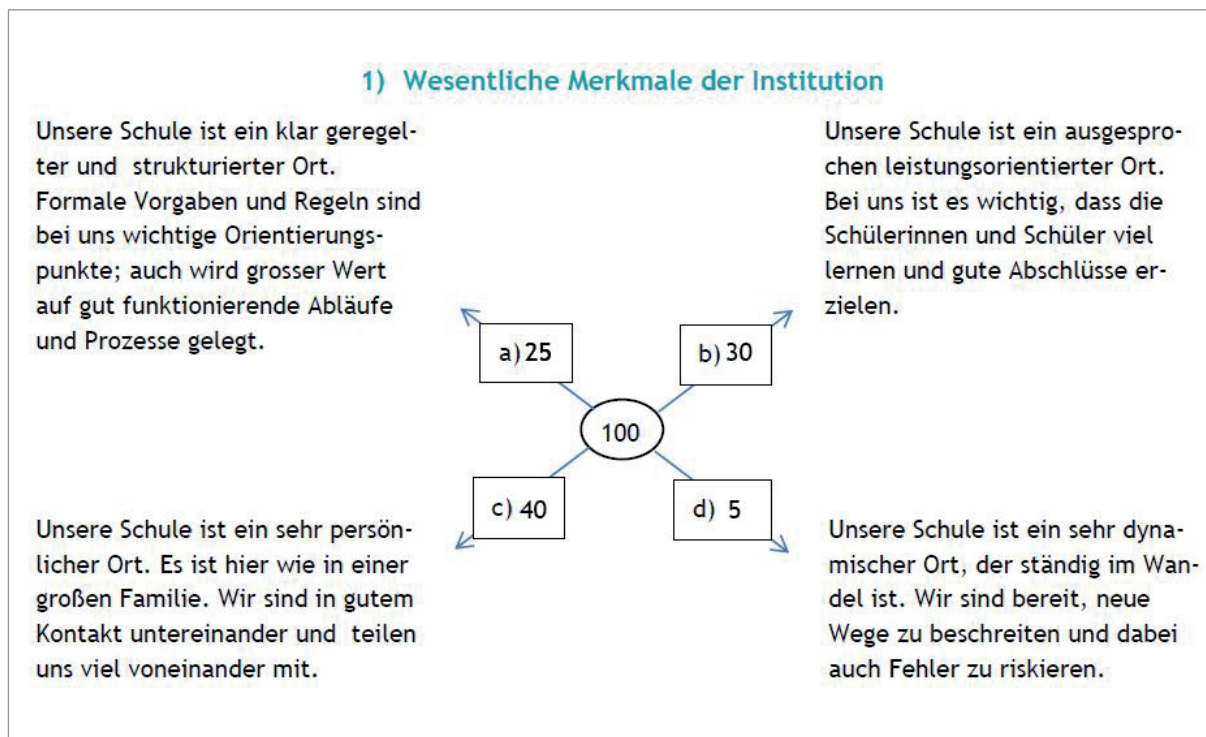 1) Wesentliche Merkmale der Institution
Unsere Schule ist ein klar geregel-
ter und strukturierter Ort.
Formale Vorgaben und Regeln sind
bei uns wichtige Orientierungs-
punkte; auch wird grosser Wert
auf gut funktionierende Abläufe
und Prozesse gelegt.
Unsere Schule ist ein ausgespro-
chen leistungsorientierter Ort.
Bei uns ist es wichtig, dass die
Schülerinnen und Schüler viel
lernen und gute Abschlüsse er-
zielen.
a) 25
b) 30
100
c) 40
d) 5
Unsere Schule ist ein sehr persön-
licher Ort. Es ist hier wie in einer
großen Familie. Wir sind in gutem
Kontakt untereinander und teilen
uns viel voneinander mit.
Unsere Schule ist ein sehr dyna-
mischer Ort, der ständig im Wan-
del ist. Wir sind bereit, neue
Wege zu beschreiten und dabei
auch Fehler zu riskieren.